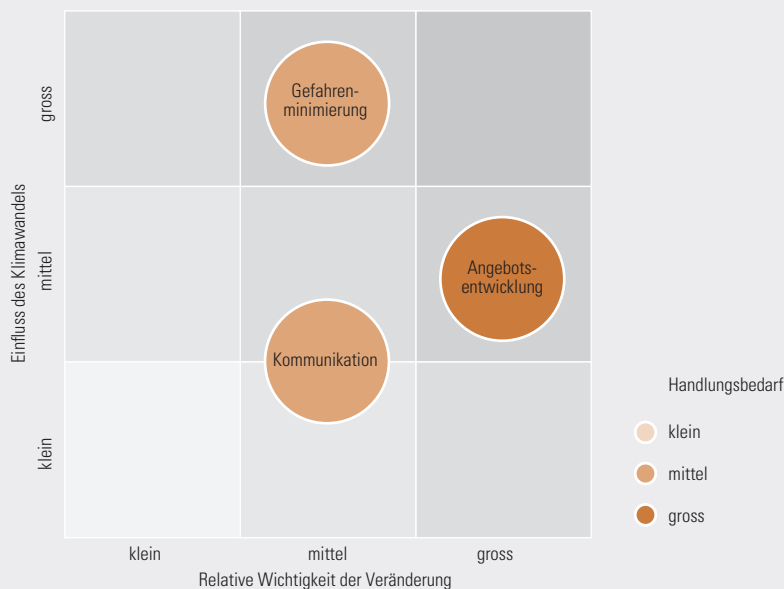 Einfluss des Klimawandels
gross
mittel
klein
Gefahren-
minimierung
Angebots-
entwicklung
Kommunikation
klein
mittel
gross
Relative Wichtigkeit der Veränderung
Handlungsbedarf
klein
mittel
gross